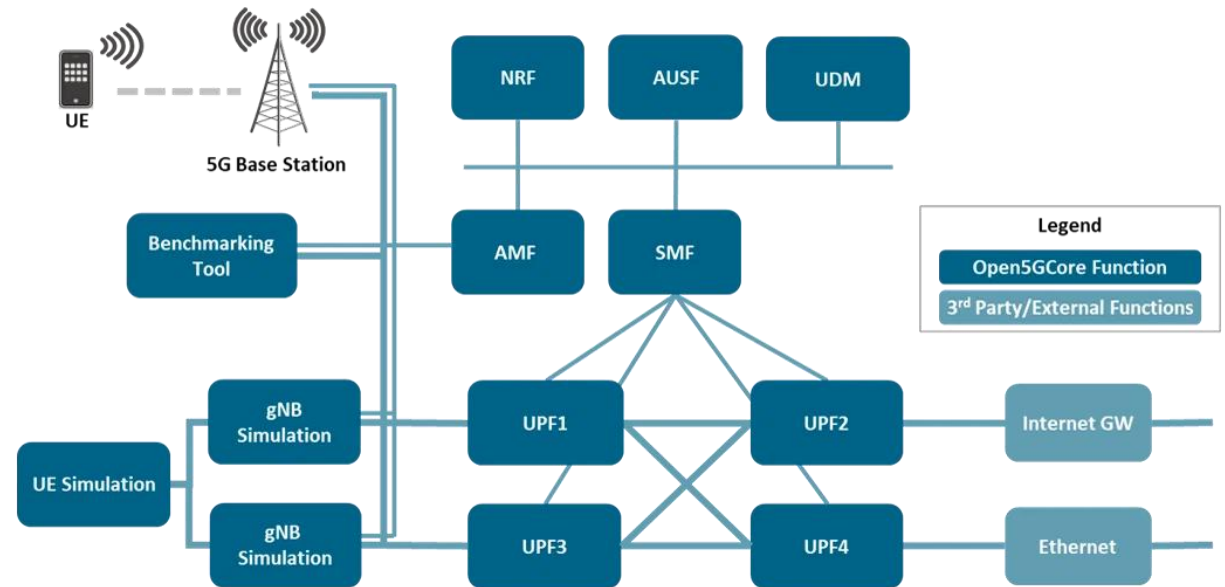 NRF
AUSF
UDM
UE
5G Base Station
Benchmarking
Tool
AMF
SMF
Legend
Open5GCore Function
3rd Party/External Functions
gNB
Simulation
UPF1
UPF2
Internet GW
UE Simulation
gNB
Simulation
UPF3
UPF4
Ethernet